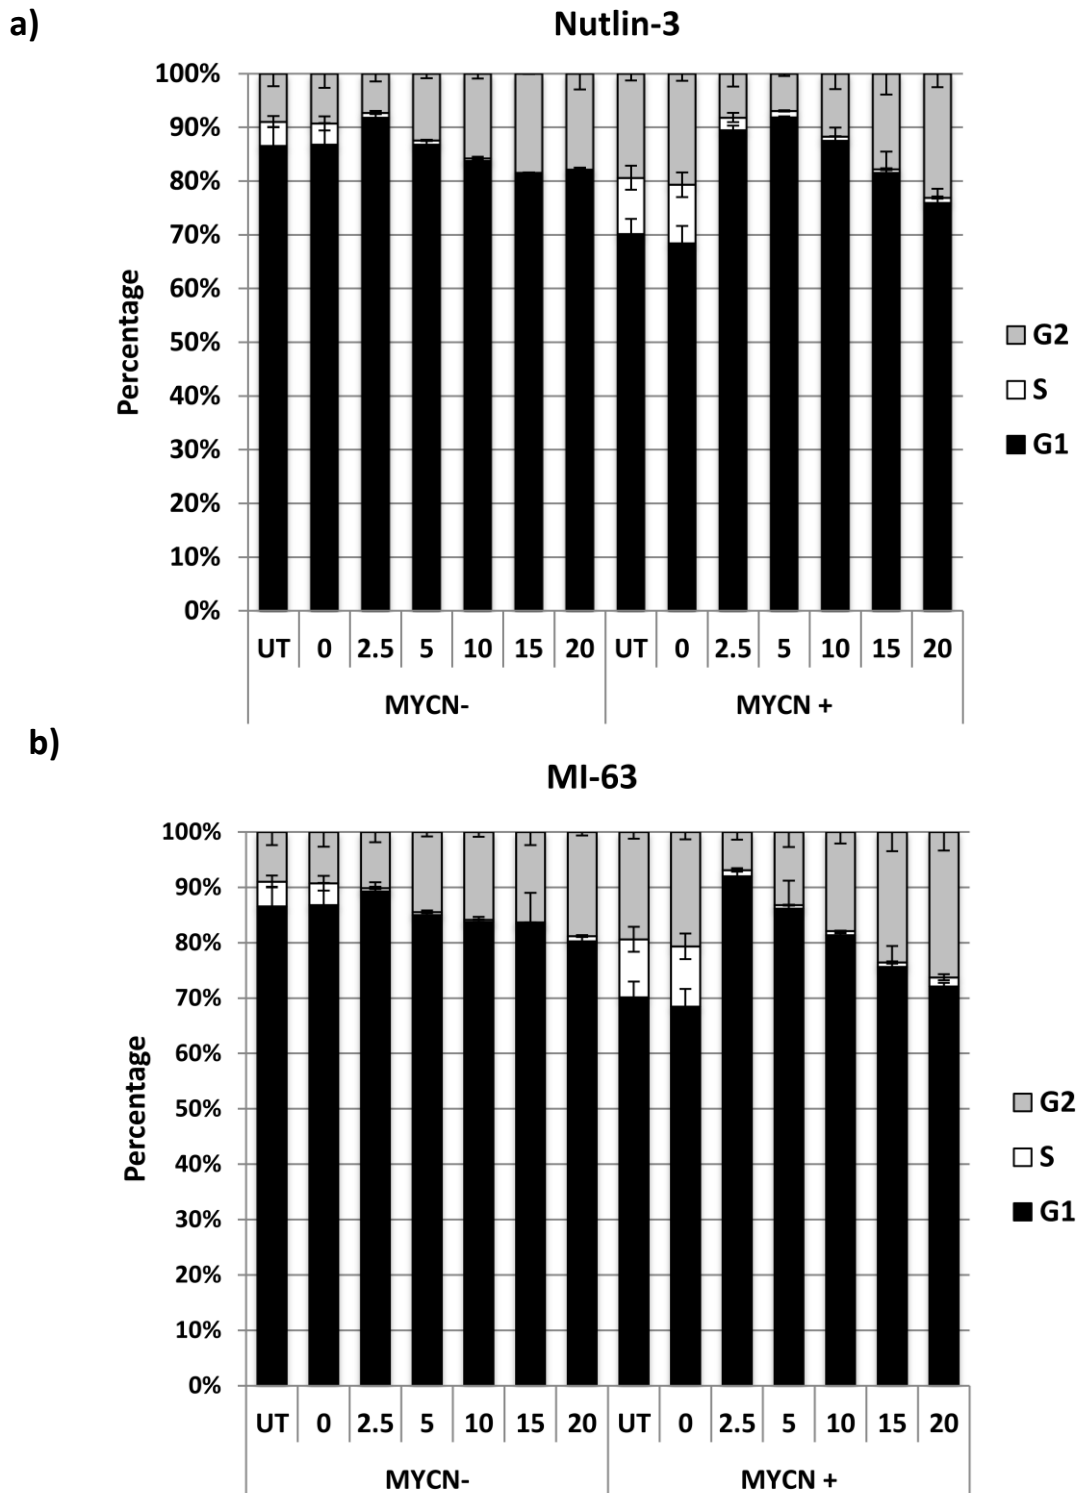 a)
Nutlin-3
100%
90%
80%
70%
60%
50%
40%
30%
20%
10%
0%
Percentage
G2
S
G1
UT 0 2.5 5 10 15 20 UT 0 2.5 5 10 15 20
MYCN- MYCN +
b)
MI-63
100%
90%
80%
70%
60%
50%
40%
30%
20%
10%
0%
Percentage
G2
S
G1
UT 0 2.5 5 10 15 20 UT 0 2.5 5 10 15 20
MYCN- MYCN +